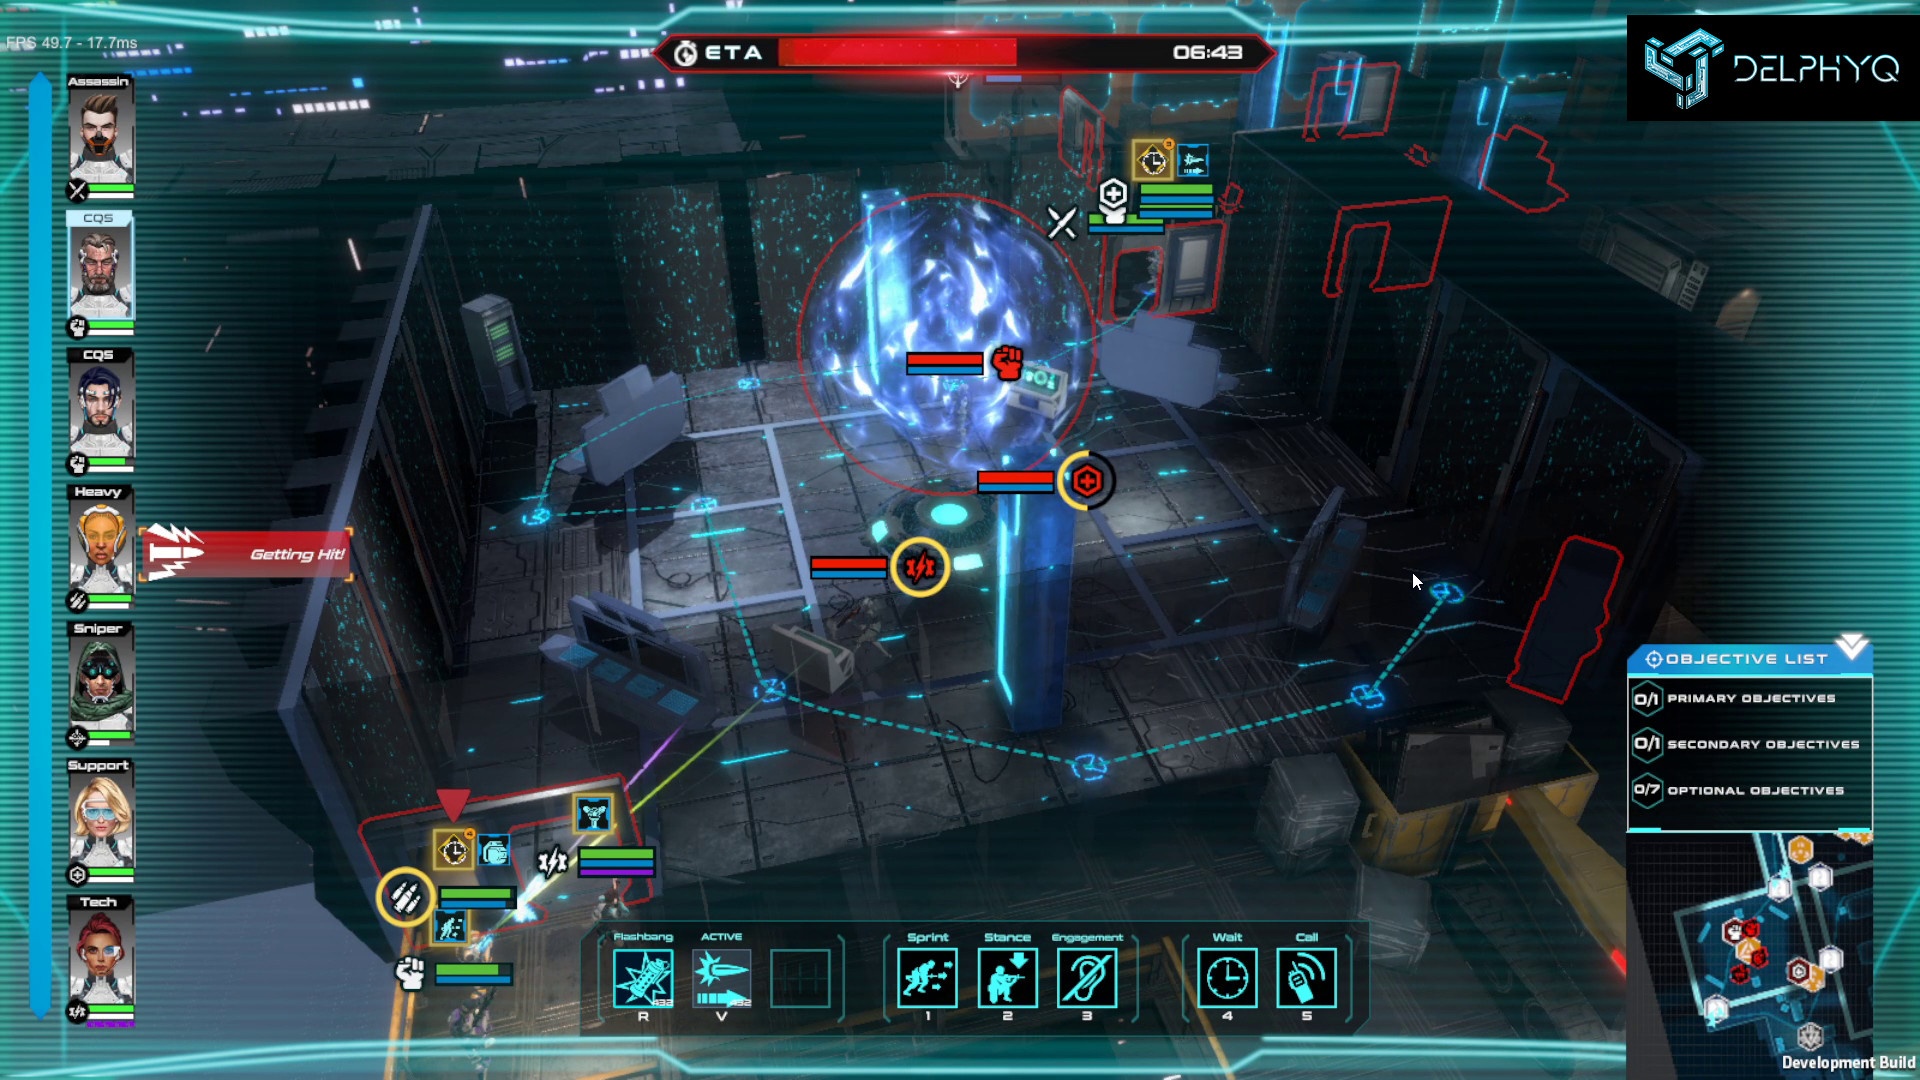 FPS 49.7 - 17.7ms
ETA
06:43
DELPHYQ
Assassin
CQS
CQS
Heavy
Getting Hit!
Sniper
Support
Tech
3
4
OBJECTIVE LIST
0/1 PRIMARY OBJECTIVES
0/1 SECONDARY OBJECTIVES
0/7 OPTIONAL OBJECTIVES
Flashbang
ACTIVE
Sprint
Stance
Engagement
Wait
Call
R
V
1
2
3
4
5
Development Build